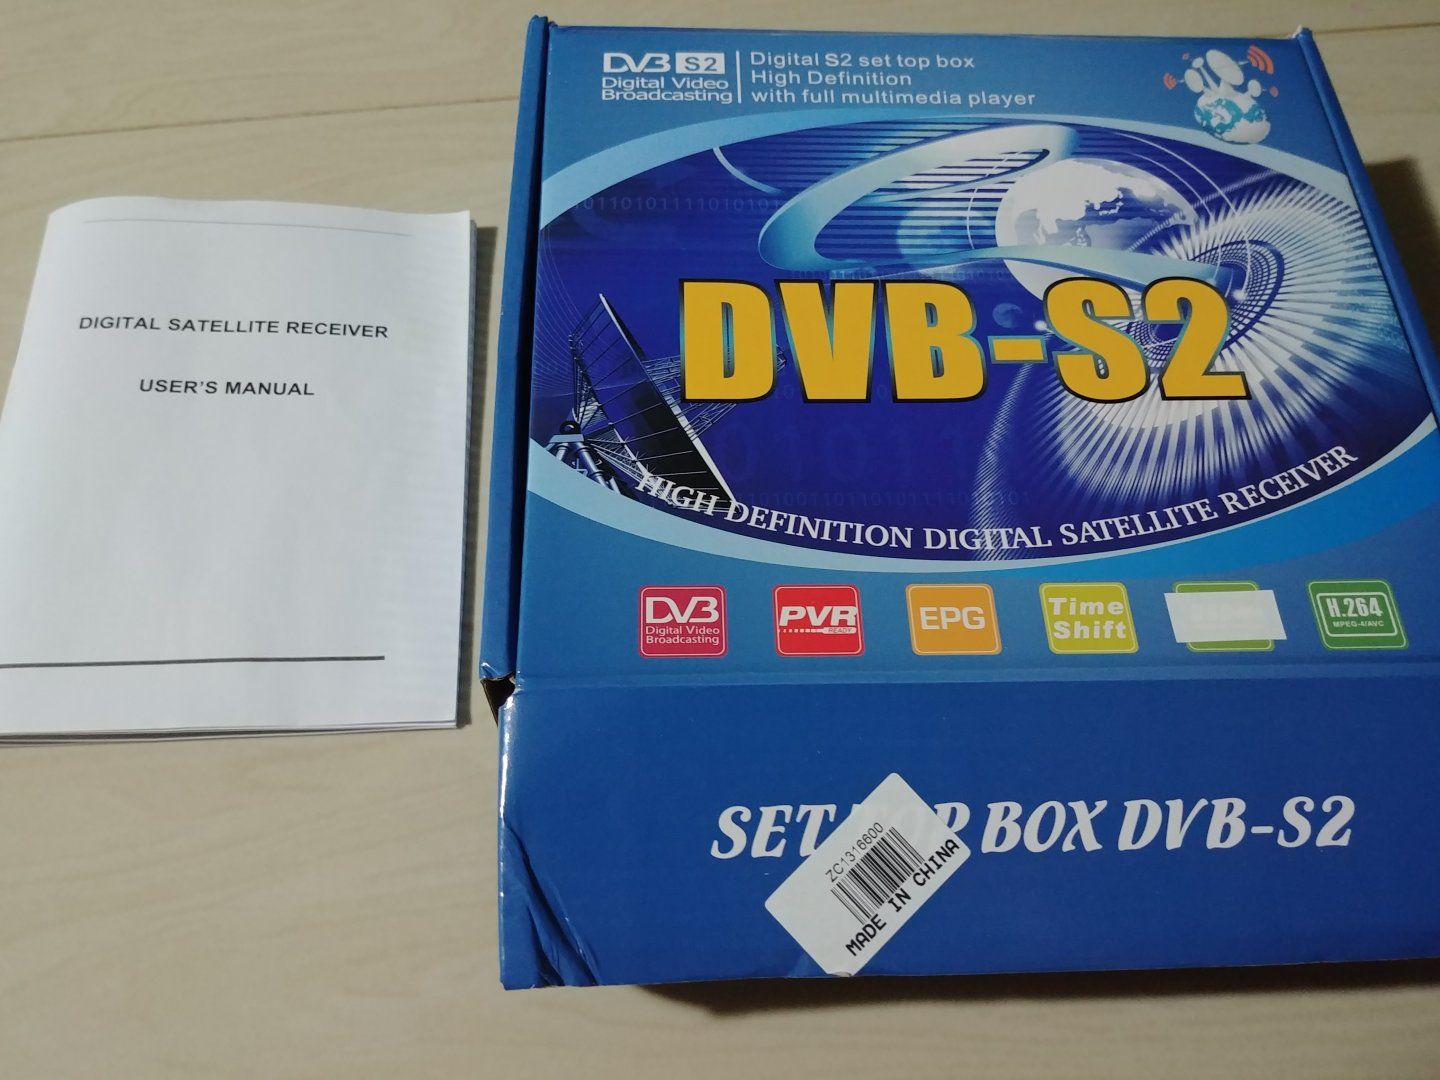 DIGITAL SATELLITE RECEIVER
USER'S MANUAL
DVB S2
Digital Video
Broadcasting
Digital S2 set top box
High Definition
with full multimedia player
DVB-S2
HIGH DEFINITION DIGITAL SATELLITE RECEIVER
DVB
Digital Video
Broadcasting
PVR
READY
EPG
Time
Shift
H.264
MPEG-4/AVC
SET TOP BOX DVB-S2
ZC1316600
MADE IN CHINA